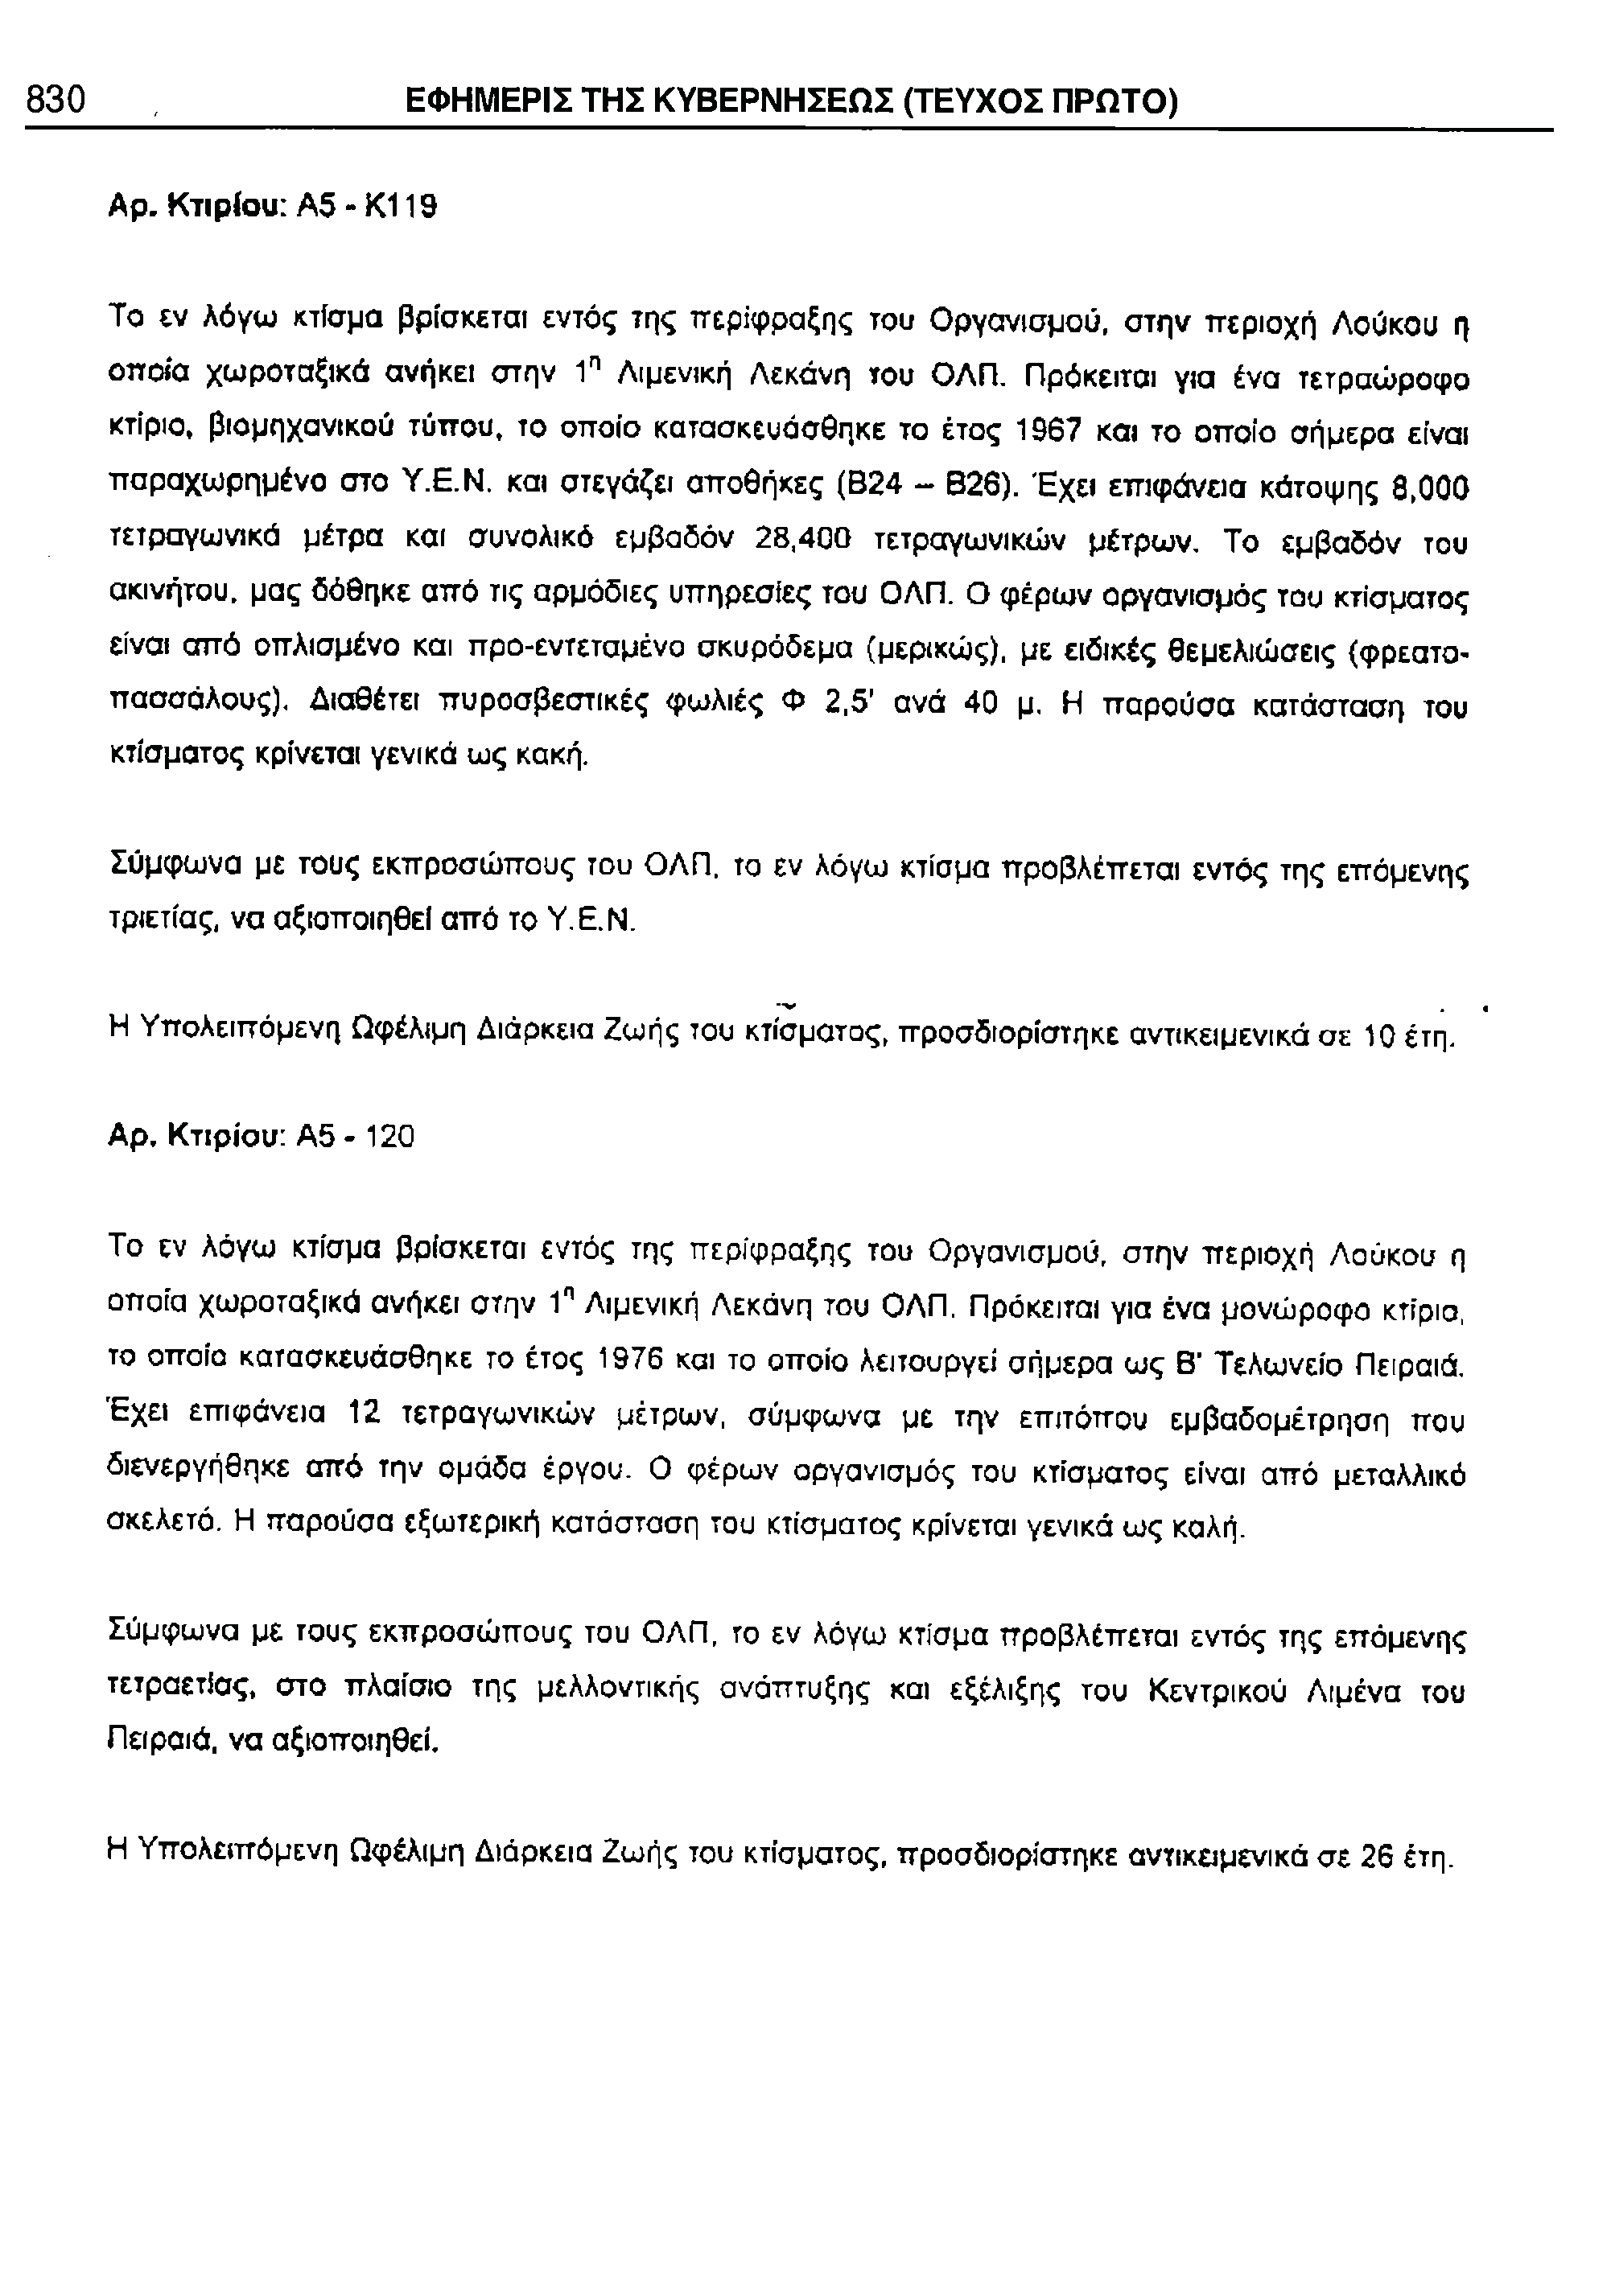 830 ΕΦΗΜΕΡΙΣ ΤΗΣ ΚΥΒΕΡΝΗΣΕΩΣ (ΤΕΥΧΟΣ ΠΡΩΤΟ)
Αρ. Κτιρίου: Α5 - Κ119
Το εν λόγω κτίσμα βρίσκεται εντός της περίφραξης του Οργανισμού, στην περιοχή Λούκου η
οποία χωροταξικά ανήκει στην 1η Λιμενική Λεκάνη του ΟΛΠ. Πρόκειται για ένα τετραώροφο
κτίριο, βιομηχανικού τύπου, το οποίο κατασκευάσθηκε το έτος 1967 και το οποίο σήμερα είναι
παραχωρημένο στο Υ.Ε.Ν. και στεγάζει αποθήκες (Β24 – Β26). Έχει επιφάνεια κάτοψης 8,000
τετραγωνικά μέτρα και συνολικό εμβαδόν 28,400 τετραγωνικών μέτρων. Το εμβαδόν του
ακινήτου, μας δόθηκε από τις αρμόδιες υπηρεσίες του ΟΛΠ. Ο φέρων οργανισμός του κτίσματος
είναι από οπλισμένο και προ-εντεταμένο σκυρόδεμα (μερικώς), με ειδικές θεμελιώσεις (φρεατο-
πασσάλους). Διαθέτει πυροσβεστικές φωλιές Φ 2,5' ανά 40 μ. Η παρούσα κατάσταση του
κτίσματος κρίνεται γενικά ως κακή.
Σύμφωνα με τους εκπροσώπους του ΟΛΠ, το εν λόγω κτίσμα προβλέπεται εντός της επόμενης
τριετίας, να αξιοποιηθεί από το Υ.Ε.Ν.
Η Υπολειπόμενη Ωφέλιμη Διάρκεια Ζωής του κτίσματος, προσδιορίστηκε αντικειμενικά σε 10 έτη.
Αρ. Κτιρίου: Α5 - 120
Το εν λόγω κτίσμα βρίσκεται εντός της περίφραξης του Οργανισμού, στην περιοχή Λούκου η
οποία χωροταξικά ανήκει στην 1η Λιμενική Λεκάνη του ΟΛΠ. Πρόκειται για ένα μονώροφο κτίριο,
το οποίο κατασκευάσθηκε το έτος 1976 και το οποίο λειτουργεί σήμερα ως Β' Τελωνείο Πειραιά.
Έχει επιφάνεια 12 τετραγωνικών μέτρων, σύμφωνα με την επιτόπου εμβαδομέτρηση που
διενεργήθηκε από την ομάδα έργου. Ο φέρων οργανισμός του κτίσματος είναι από μεταλλικό
σκελετό. Η παρούσα εξωτερική κατάσταση του κτίσματος κρίνεται γενικά ως καλή.
Σύμφωνα με τους εκπροσώπους του ΟΛΠ, το εν λόγω κτίσμα προβλέπεται εντός της επόμενης
τετραετίας, στο πλαίσιο της μελλοντικής ανάπτυξης και εξέλιξης του Κεντρικού Λιμένα του
Πειραιά, να αξιοποιηθεί.
Η Υπολειπόμενη Ωφέλιμη Διάρκεια Ζωής του κτίσματος, προσδιορίστηκε αντικειμενικά σε 26 έτη.